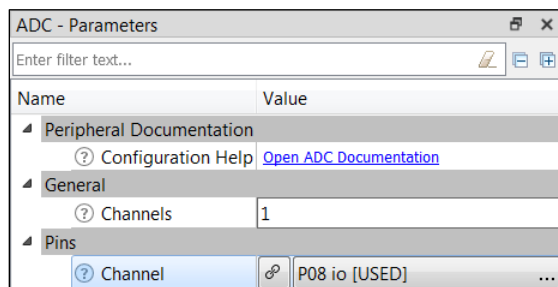 ADC - Parameters
Enter filter text...
Name Value
Peripheral Documentation
? Configuration Help Open ADC Documentation
General
? Channels 1
Pins
? Channel P08 io [USED] ...